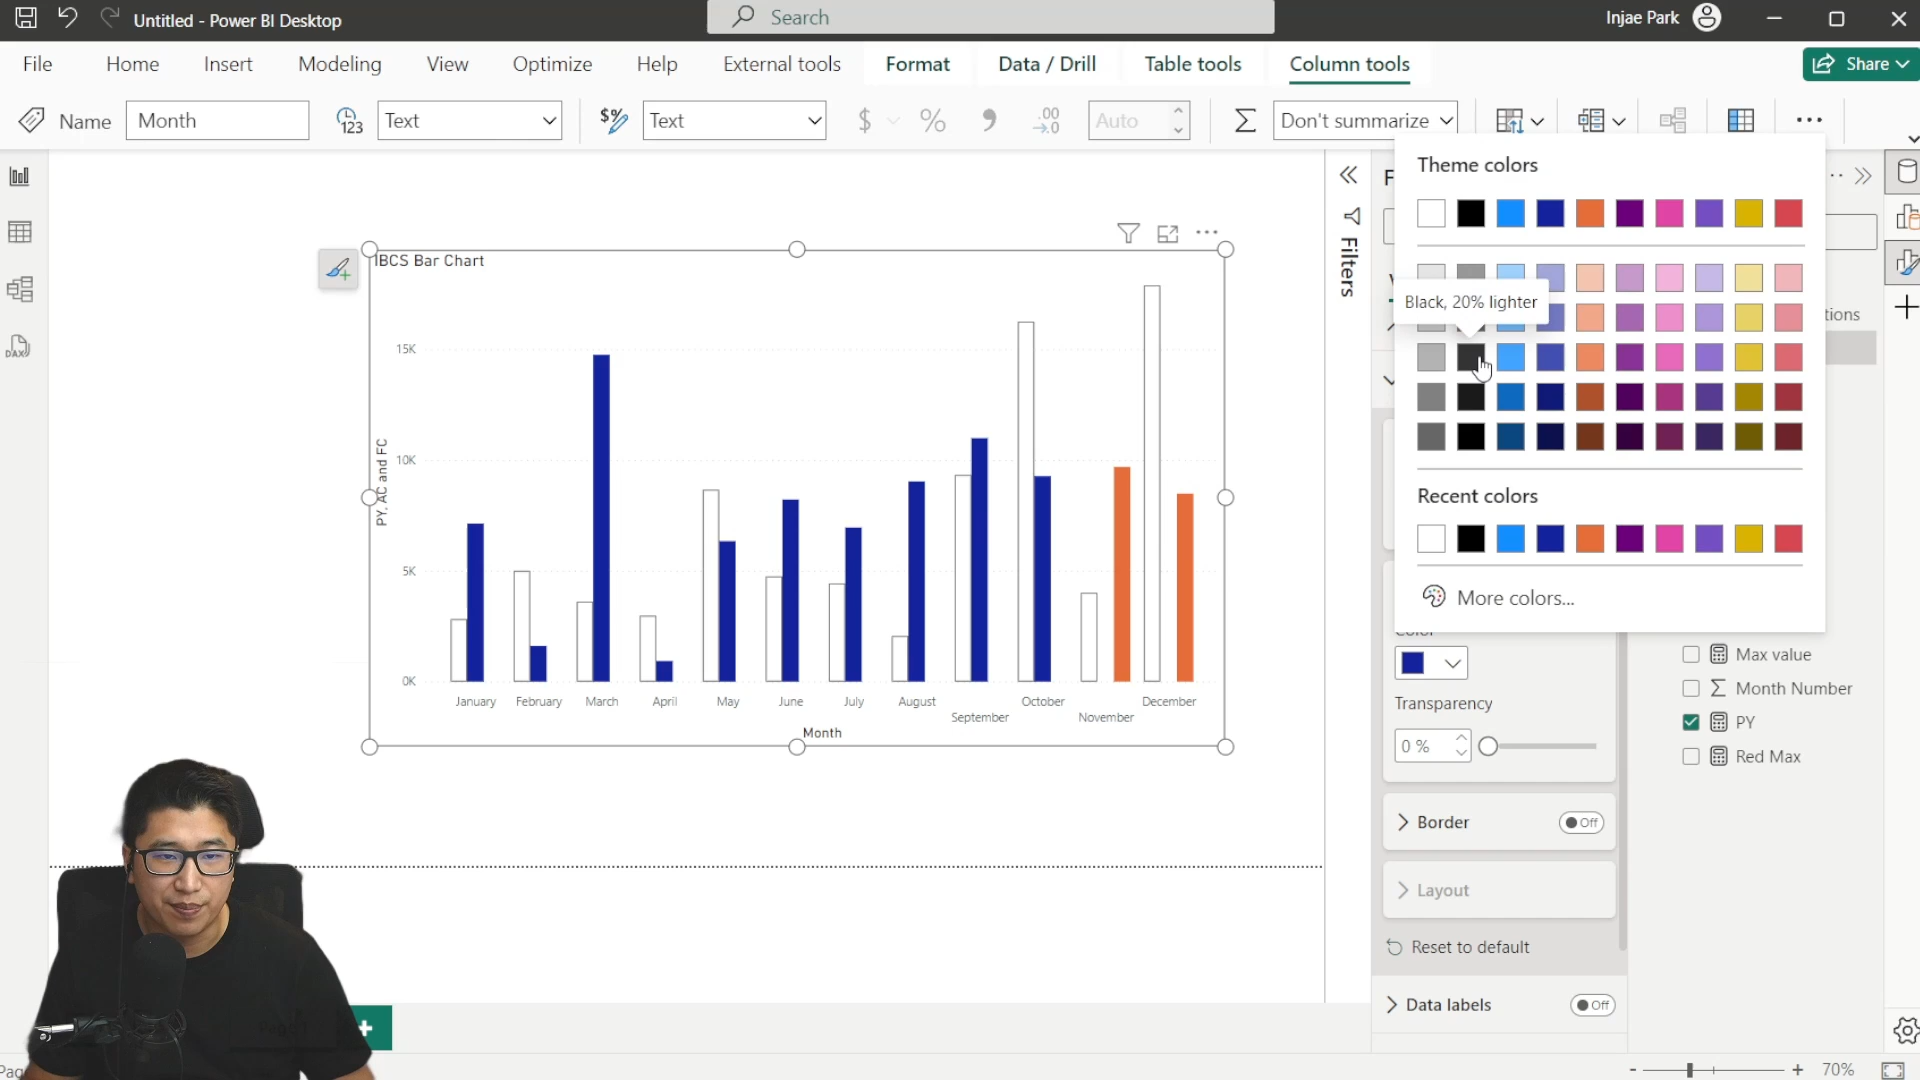 Untitled - Power BI Desktop
Search
Injae Park
File
Home
Insert
Modeling
View
Optimize
Help
External tools
Format
Data / Drill
Table tools
Column tools
Share
Name
Month
123
Text
Text
$
%
.00
Auto
Don't summarize
Theme colors
Black, 20% lighter
Recent colors
More colors...
Filters
DAX
IBCS Bar Chart
PY, AC and FC
15K
10K
5K
0K
January
February
March
April
May
June
July
August
September
October
November
December
Month
tions
Color
Transparency
0 %
Border
Off
Layout
Reset to default
Data labels
Off
Max value
Month Number
PY
Red Max
70%